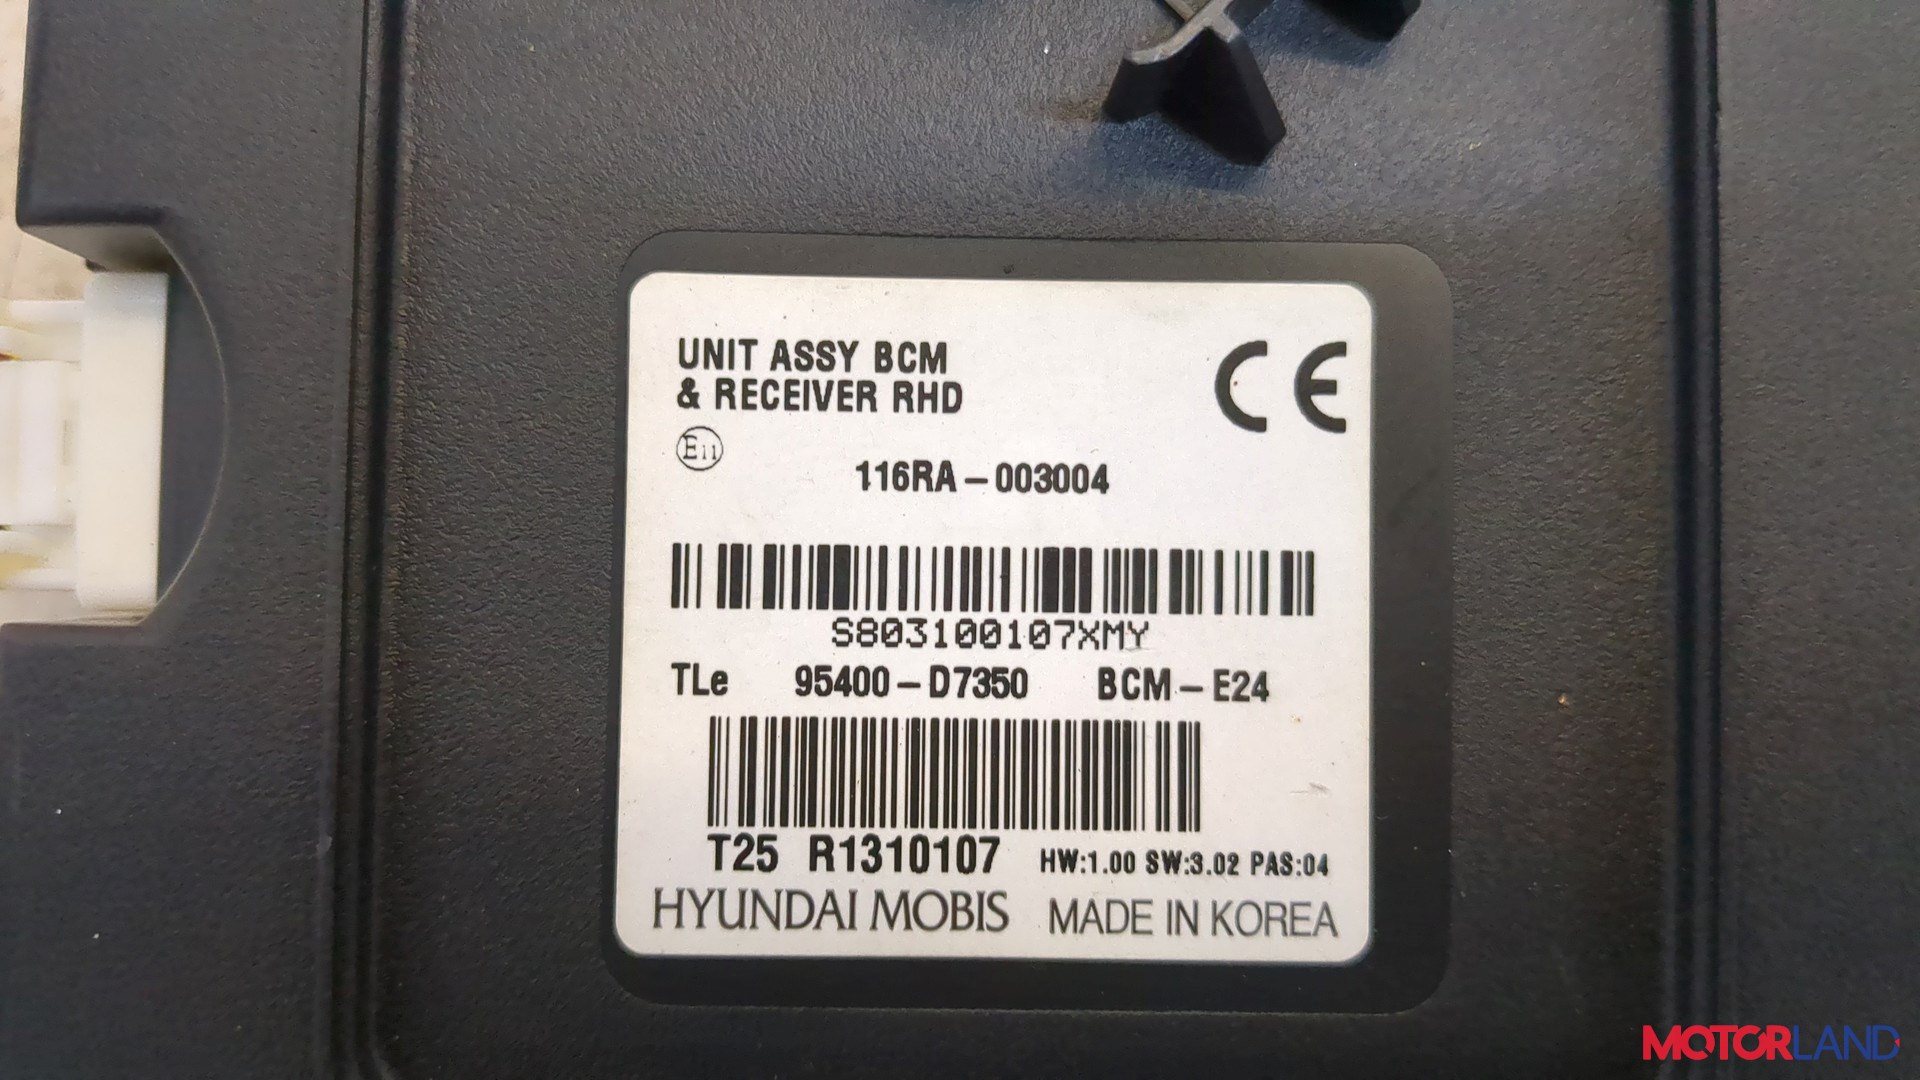 UNIT ASSY BCM
& RECEIVER RHD
CE
E11
116RA-003004
S803100107XMY
TLe 95400-D7350 BCM-E24
T25 R1310107 HW:1.00 SW:3.02 PAS:04
HYUNDAI MOBIS MADE IN KOREA
MOTORLAND